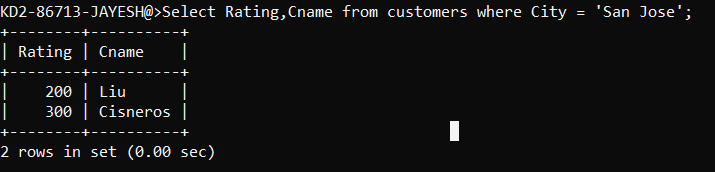 KD2-86713-JAYESH@>Select Rating,Cname from customers where City = 'San Jose';
+--------+----------+
| Rating | Cname    |
+--------+----------+
|    200 | Liu      |
|    300 | Cisneros |
+--------+----------+
2 rows in set (0.00 sec)